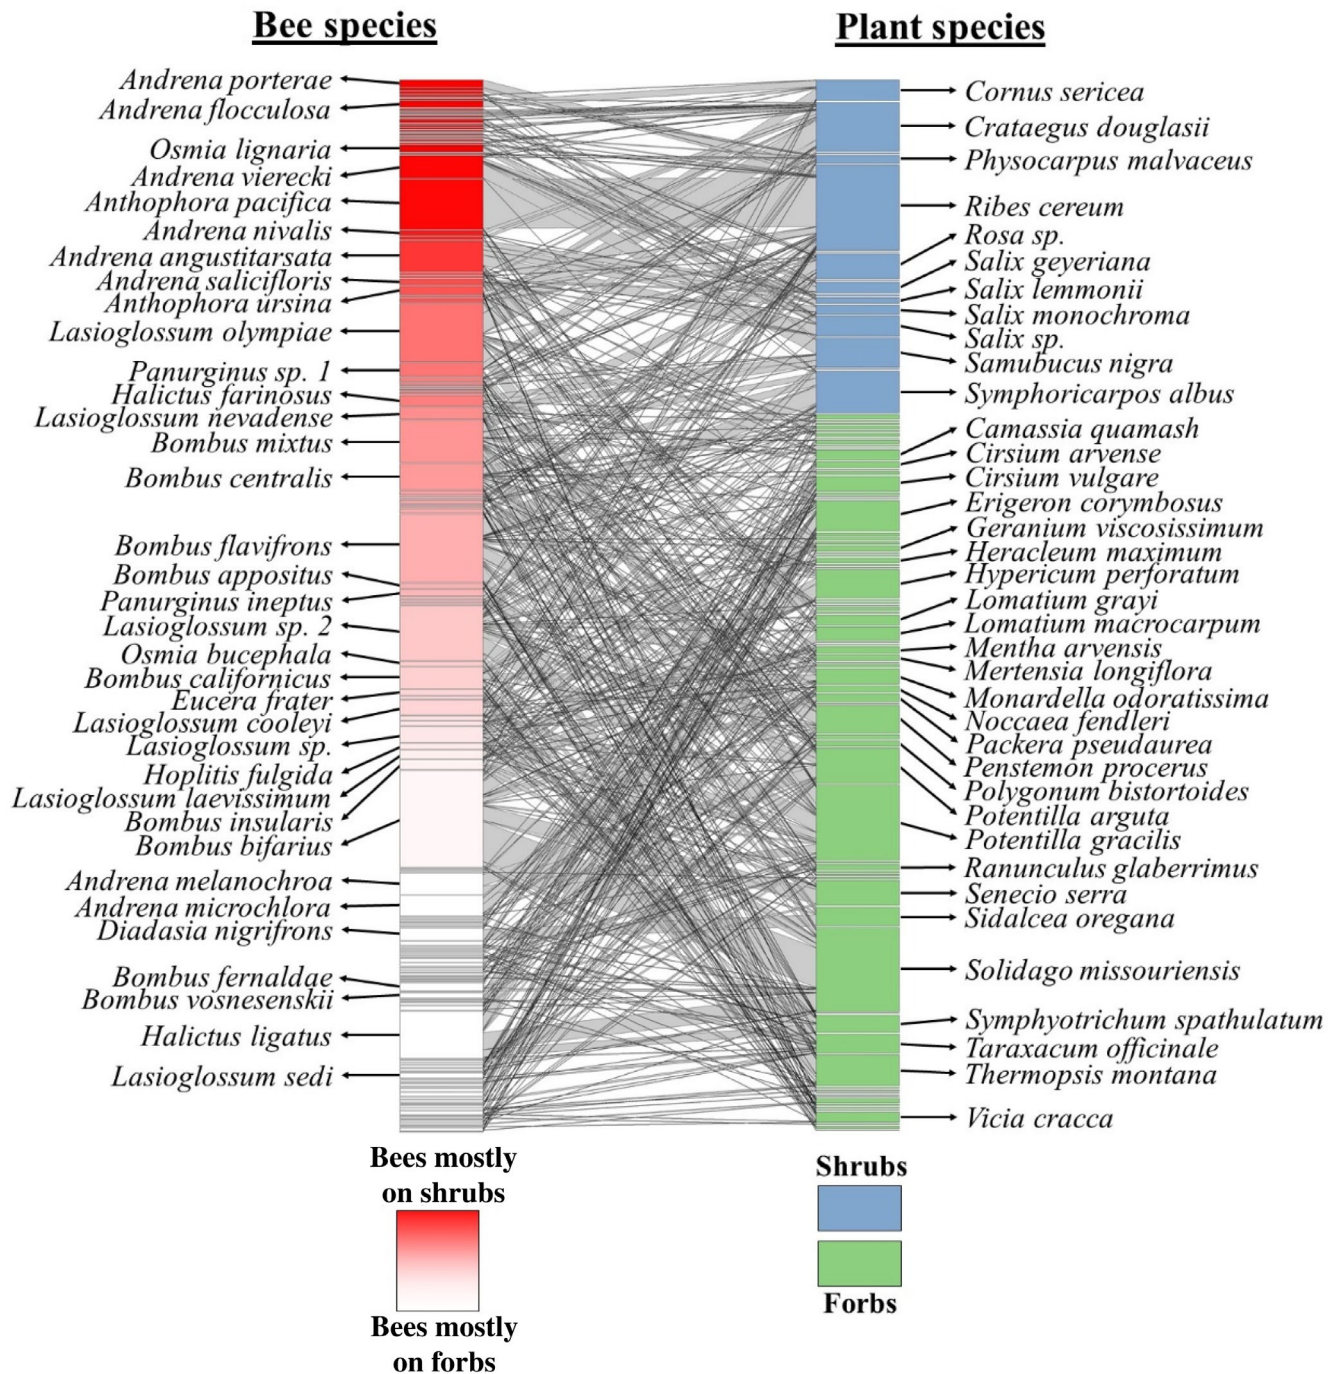 Bee species
Plant species
Andrena porterae
Andrena flocculosa
Osmia lignaria
Andrena vierecki
Anthophora pacifica
Andrena nivalis
Andrena angustitarsata
Andrena salicifloris
Anthophora ursina
Lasioglossum olympiae
Panurginus sp. 1
Halictus farinosus
Lasioglossum nevadense
Bombus mixtus
Bombus centralis
Bombus flavifrons
Bombus appositus
Panurginus ineptus
Lasioglossum sp. 2
Osmia bucephala
Bombus californicus
Eucera frater
Lasioglossum cooleyi
Lasioglossum sp.
Hoplitis fulgida
Lasioglossum laevissimum
Bombus insularis
Bombus bifarius
Andrena melanochroa
Andrena microchlora
Diadasia nigrifrons
Bombus fernaldae
Bombus vosnesenskii
Halictus ligatus
Lasioglossum sedi
Cornus sericea
Crataegus douglasii
Physocarpus malvaceus
Ribes cereum
Rosa sp.
Salix geyeriana
Salix lemmonii
Salix monochroma
Salix sp.
Samubucus nigra
Symphoricarpos albus
Camassia quamash
Cirsium arvense
Cirsium vulgare
Erigeron corymbosus
Geranium viscosissimum
Heracleum maximum
Hypericum perforatum
Lomatium grayi
Lomatium macrocarpum
Mentha arvensis
Mertensia longiflora
Monardella odoratissima
Noccaea fendleri
Packera pseudaurea
Penstemon procerus
Polygonum bistortoides
Potentilla arguta
Potentilla gracilis
Ranunculus glaberrimus
Senecio serra
Sidalcea oregana
Solidago missouriensis
Symphyotrichum spathulatum
Taraxacum officinale
Thermopsis montana
Vicia cracca
Bees mostly
on shrubs
Bees mostly
on forbs
Shrubs
Forbs